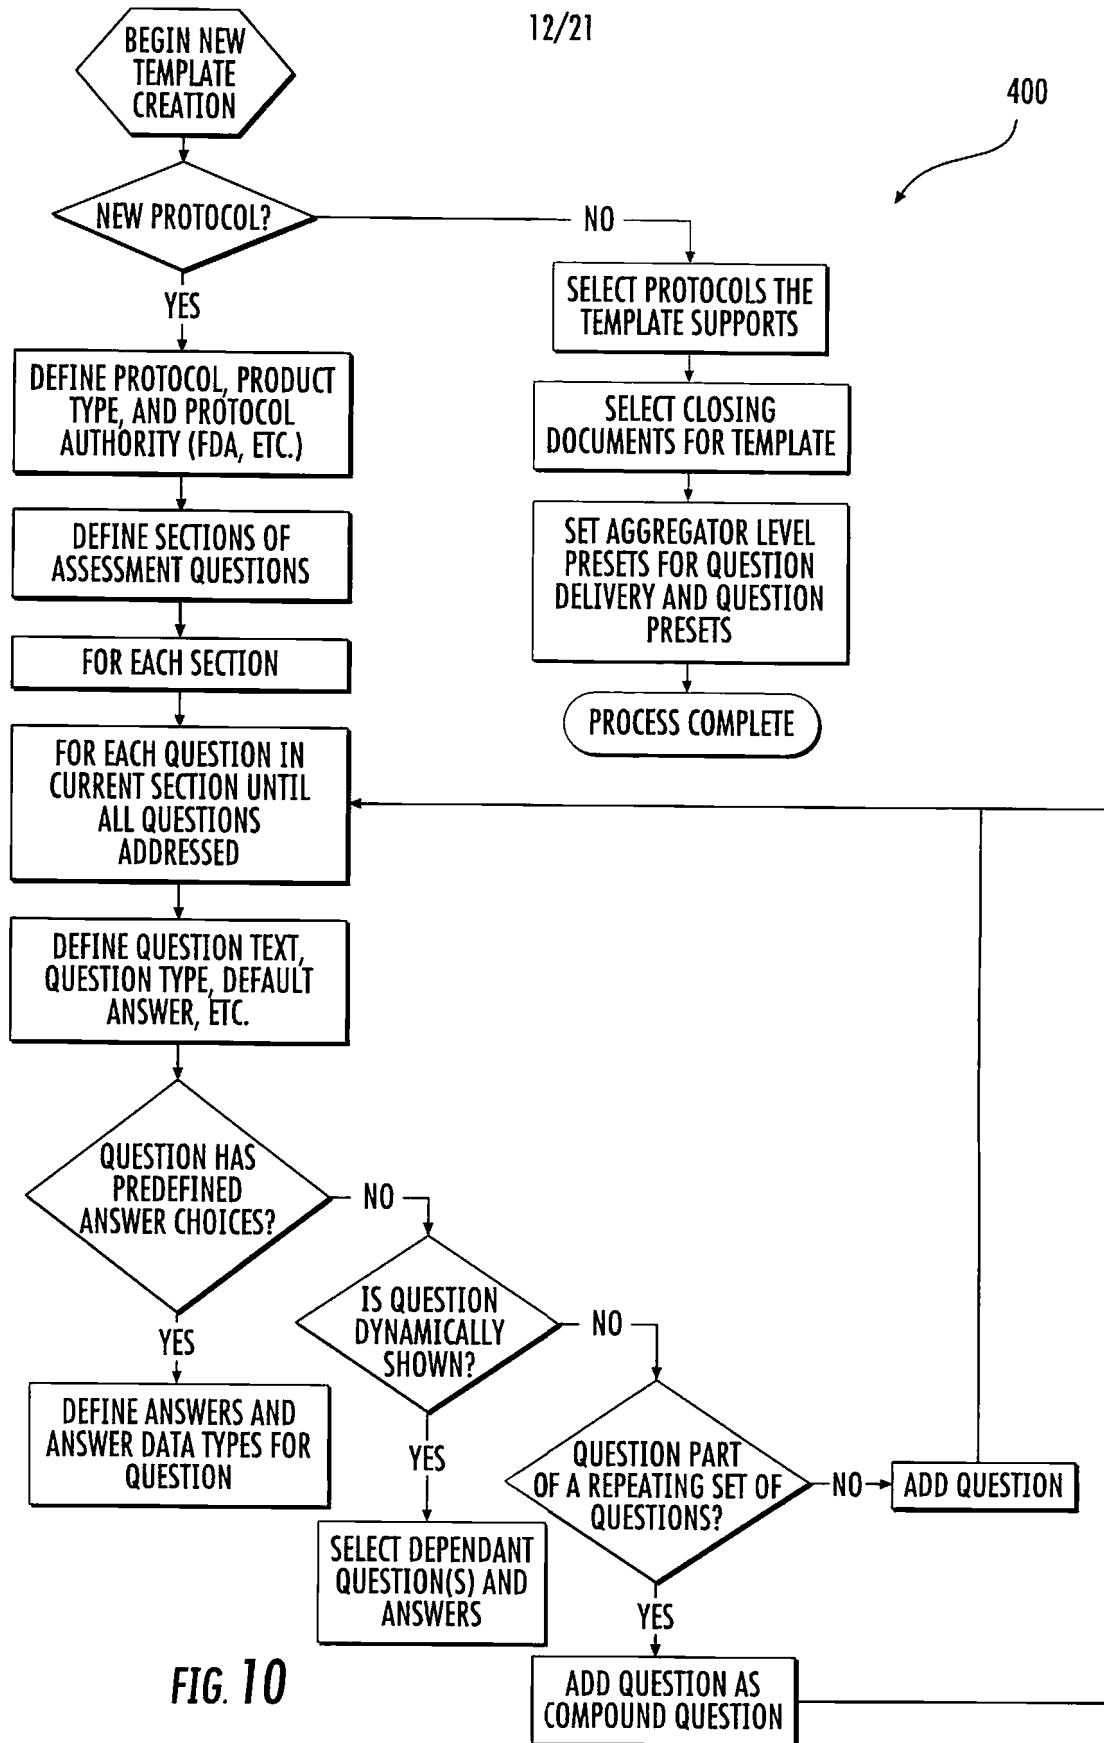 12/21
400
BEGIN NEW
TEMPLATE
CREATION
NEW PROTOCOL?
NO
YES
SELECT PROTOCOLS THE
TEMPLATE SUPPORTS
SELECT CLOSING
DOCUMENTS FOR TEMPLATE
SET AGGREGATOR LEVEL
PRESETS FOR QUESTION
DELIVERY AND QUESTION
PRESETS
PROCESS COMPLETE
DEFINE PROTOCOL, PRODUCT
TYPE, AND PROTOCOL
AUTHORITY (FDA, ETC.)
DEFINE SECTIONS OF
ASSESSMENT QUESTIONS
FOR EACH SECTION
FOR EACH QUESTION IN
CURRENT SECTION UNTIL
ALL QUESTIONS
ADDRESSED
DEFINE QUESTION TEXT,
QUESTION TYPE, DEFAULT
ANSWER, ETC.
QUESTION HAS
PREDEFINED
ANSWER CHOICES?
NO
YES
DEFINE ANSWERS AND
ANSWER DATA TYPES FOR
QUESTION
IS QUESTION
DYNAMICALLY
SHOWN?
NO
YES
SELECT DEPENDANT
QUESTION(S) AND
ANSWERS
QUESTION PART
OF A REPEATING SET OF
QUESTIONS?
NO
ADD QUESTION
YES
ADD QUESTION AS
COMPOUND QUESTION
FIG. 10